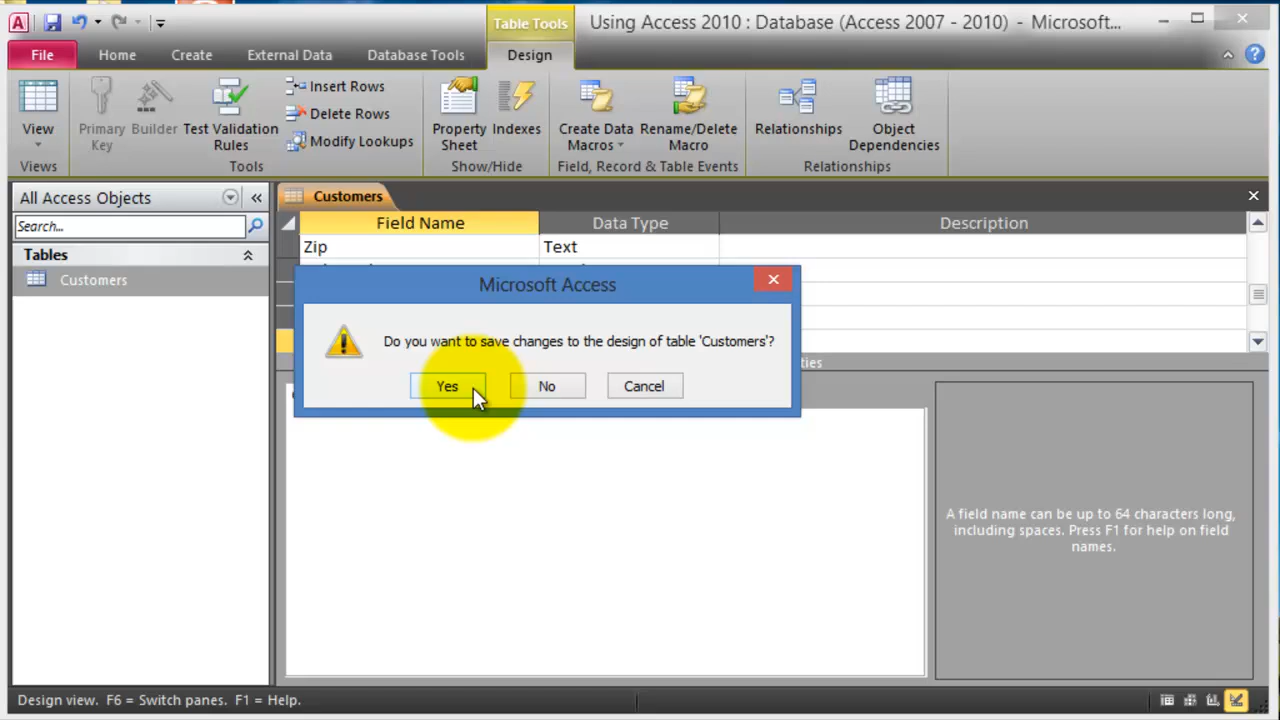 A
Table Tools
Using Access 2010 : Database (Access 2007 - 2010) - Microsoft...
File
Home
Create
External Data
Database Tools
Design
View
Primary Key
Builder
Test Validation Rules
Insert Rows
Delete Rows
Modify Lookups
Property Sheet
Indexes
Create Data Macros
Rename/Delete Macro
Relationships
Object Dependencies
Views
Tools
Show/Hide
Field, Record & Table Events
Relationships
All Access Objects
«
Search...
Tables
Customers
Customers
Field Name
Data Type
Description
Zip
Text
Microsoft Access
Do you want to save changes to the design of table 'Customers'?
Yes
No
Cancel
A field name can be up to 64 characters long,
including spaces. Press F1 for help on field
names.
Design view. F6 = Switch panes. F1 = Help.